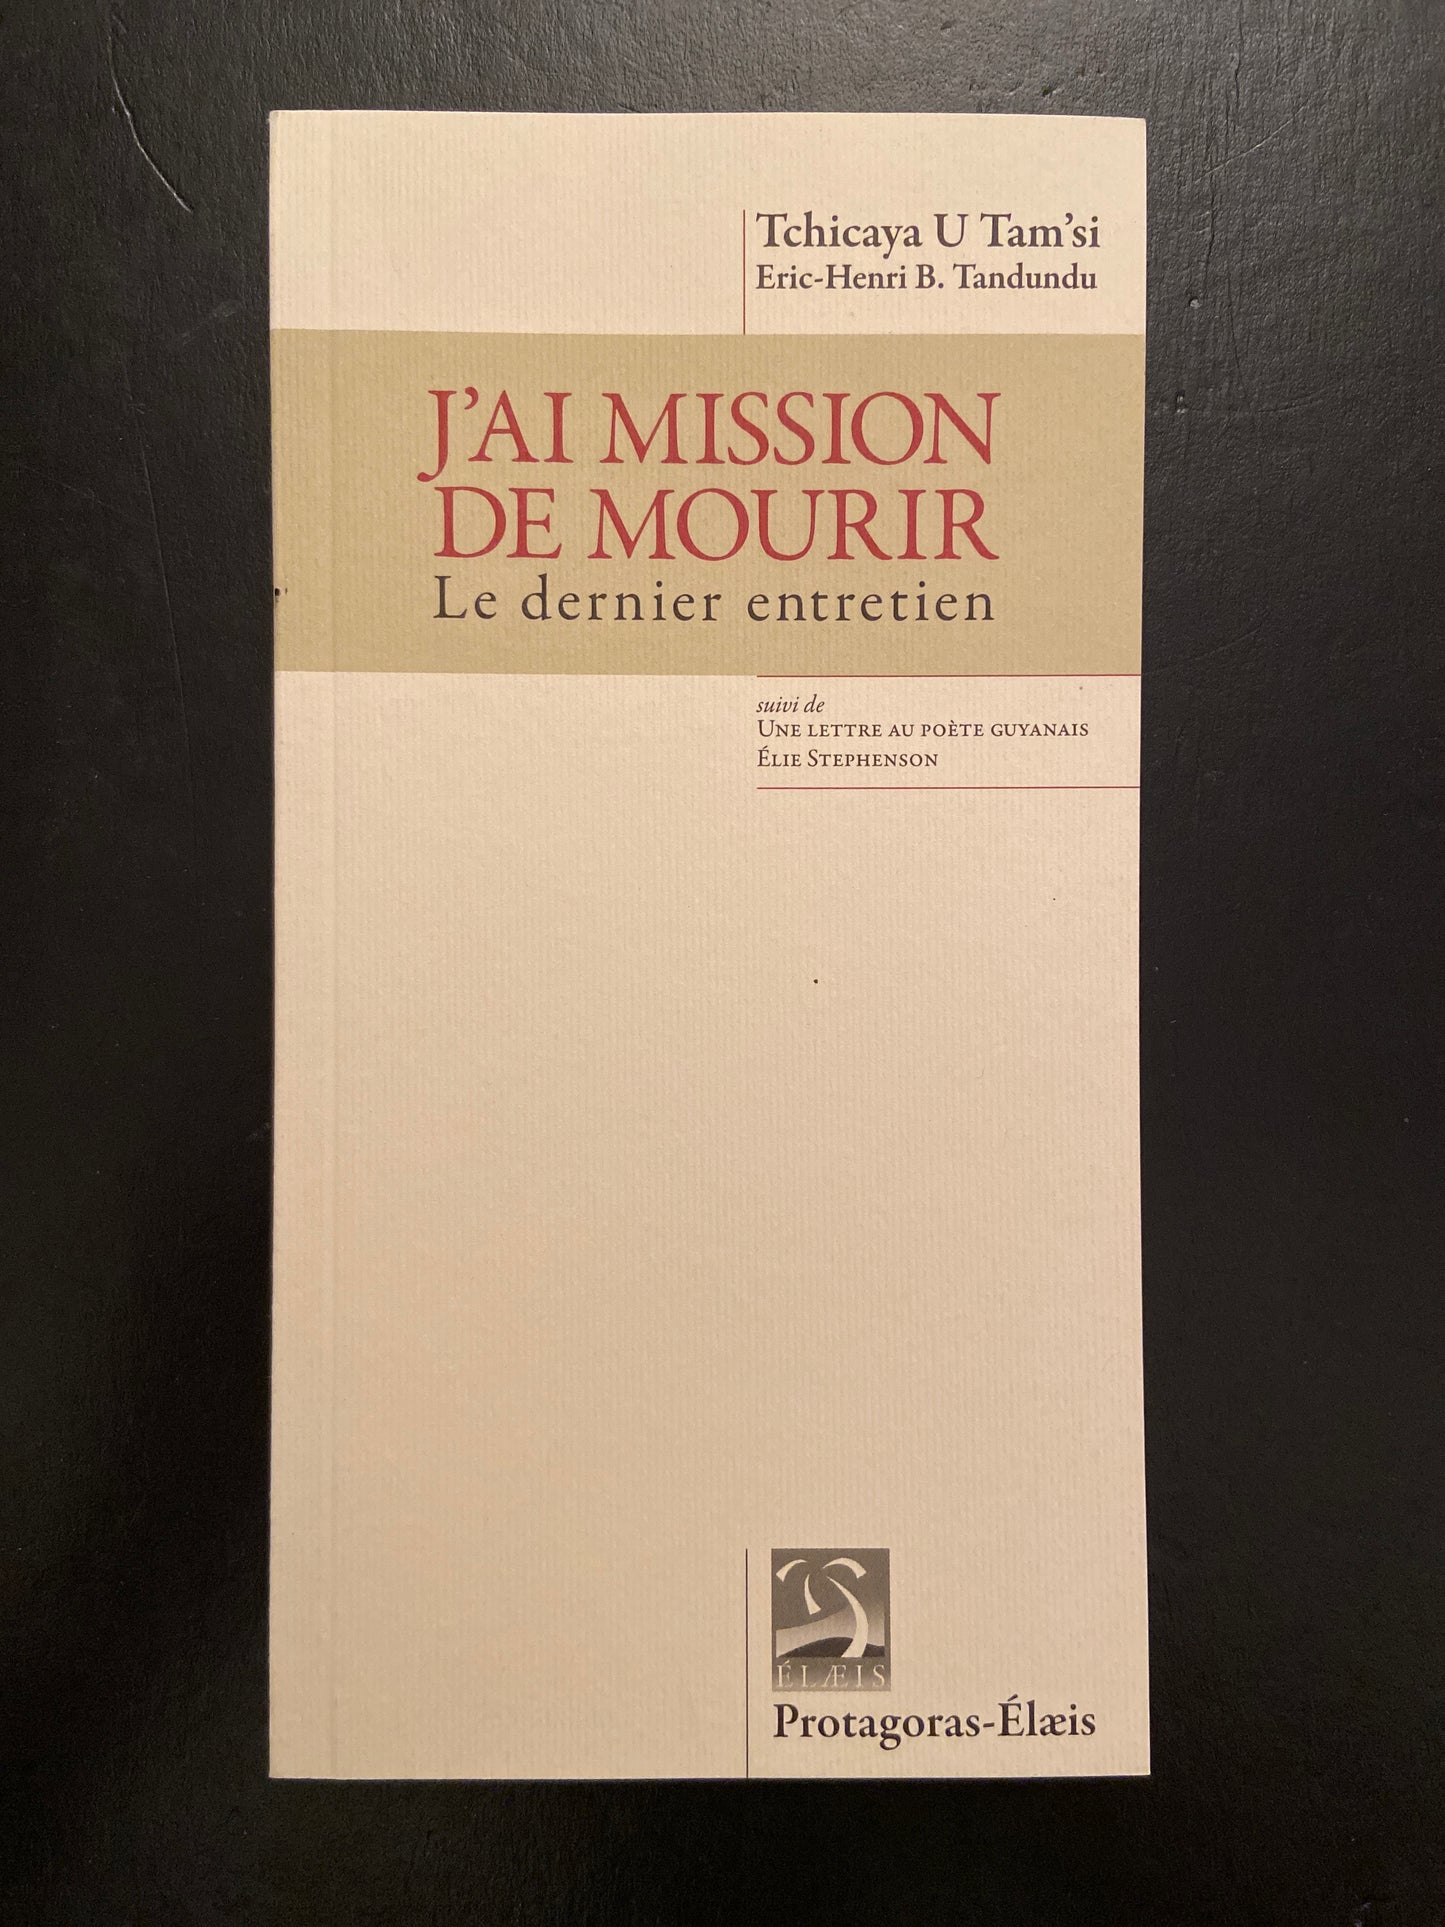 Tchicaya U Tam’si
Eric-Henri B. Tandundu
J’AI MISSION
DE MOURIR
Le dernier entretien
suivi de
Une lettre au poète guyanais
Élie Stephenson
ÉLÆIS
Protagoras-Élæis